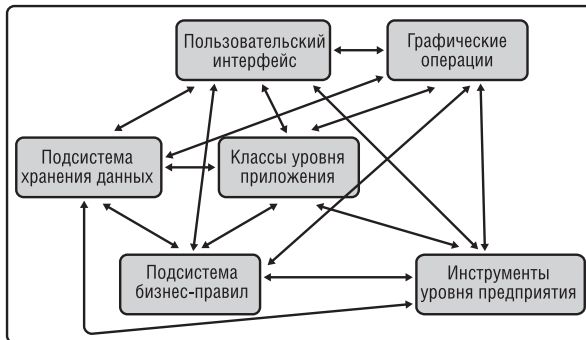 Пользовательский
интерфейс
Графические
операции
Подсистема
хранения данных
Классы уровня
приложения
Подсистема
бизнес-правил
Инструменты
уровня предприятия